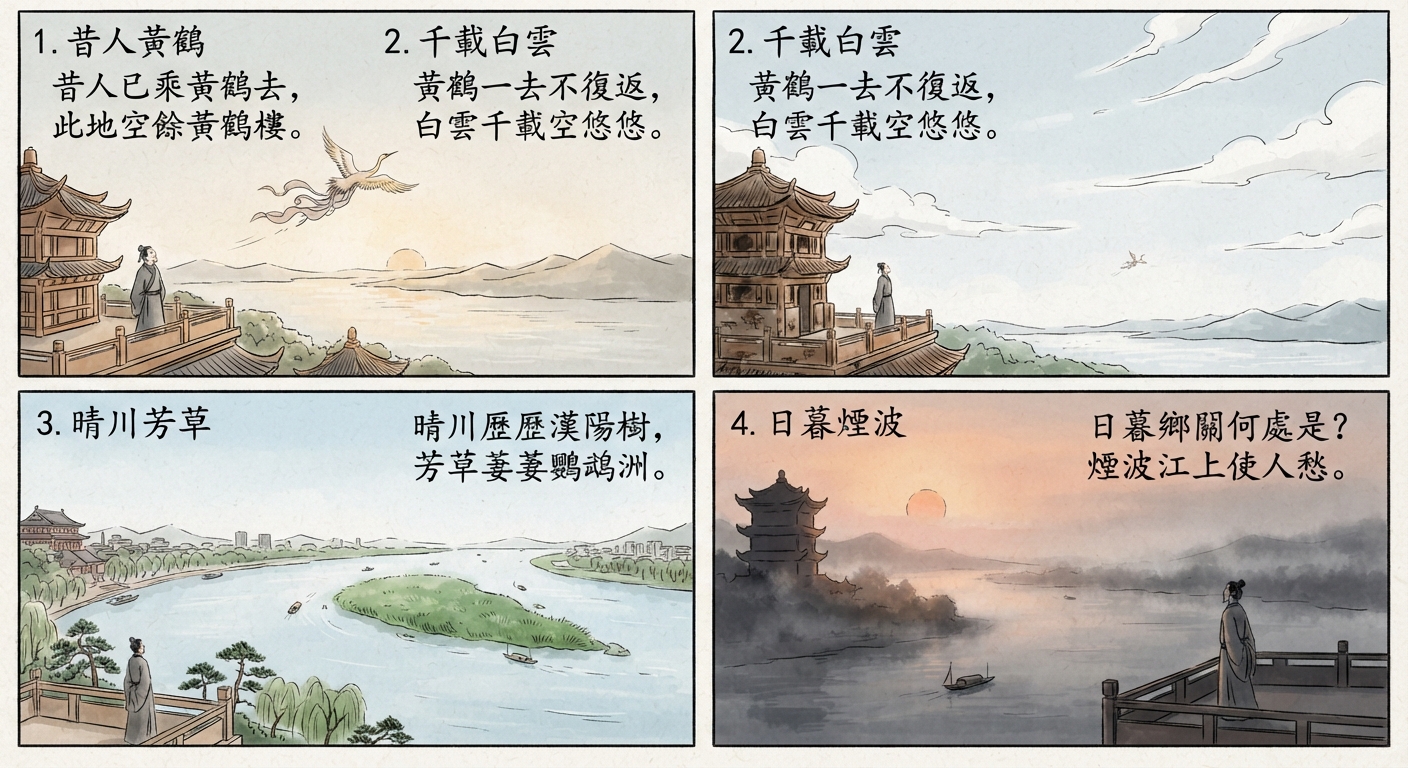 1. 昔人黃鶴
昔人已乘黃鶴去，
此地空餘黃鶴樓。
2. 千載白雲
黃鶴一去不復返，
白雲千載空悠悠。
2. 千載白雲
黃鶴一去不復返，
白雲千載空悠悠。
3. 晴川芳草
晴川歷歷漢陽樹，
芳草萋萋鸚鵡洲。
4. 日暮煙波
日暮鄉關何處是？
煙波江上使人愁。